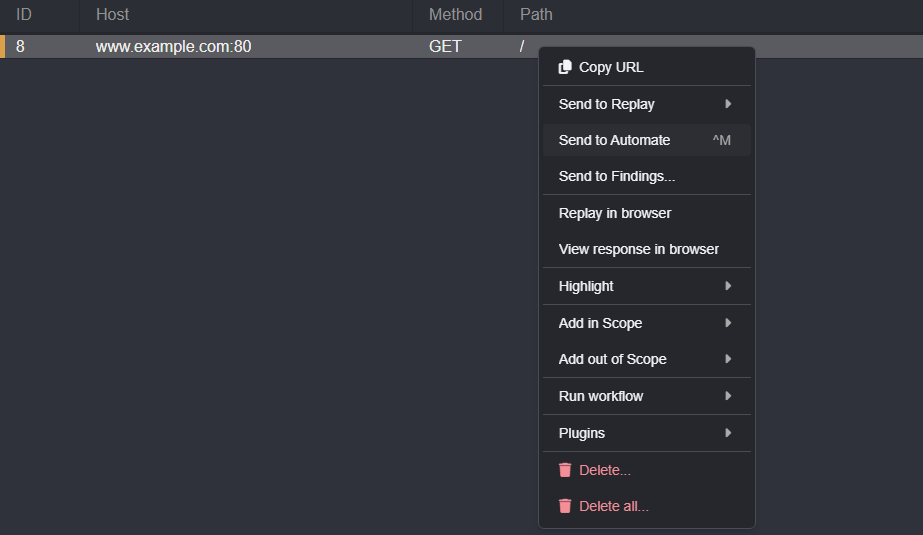 ID Host Method Path
8 www.example.com:80 GET /
Copy URL
Send to Replay
Send to Automate ^M
Send to Findings...
Replay in browser
View response in browser
Highlight
Add in Scope
Add out of Scope
Run workflow
Plugins
Delete...
Delete all...